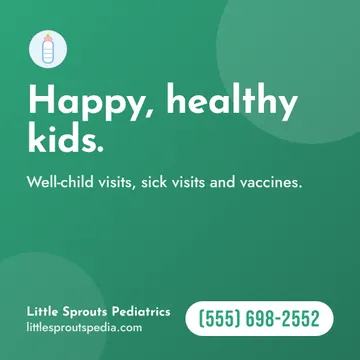 Happy, healthy
kids.
Well-child visits, sick visits and vaccines.
Little Sprouts Pediatrics
littlesproutspedia.com
(555) 698-2552